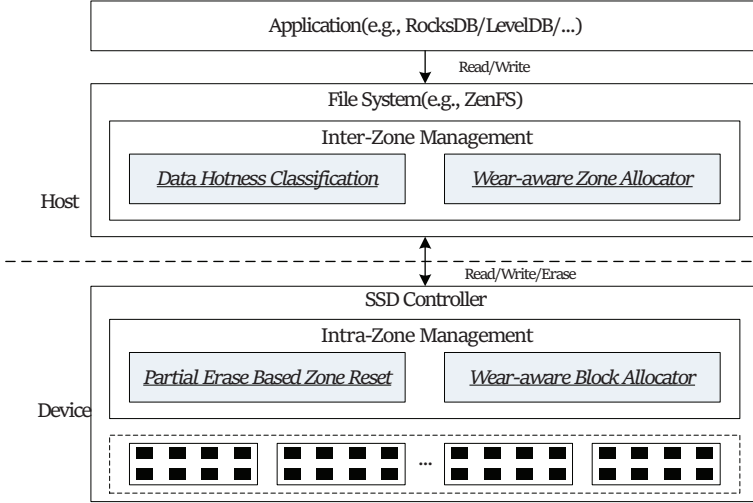 Application(e.g., RocksDB/LevelDB/...)
Read/Write
File System(e.g., ZenFS)
Inter-Zone Management
Data Hotness Classification
Wear-aware Zone Allocator
Host
Read/Write/Erase
SSD Controller
Intra-Zone Management
Partial Erase Based Zone Reset
Wear-aware Block Allocator
Device
...